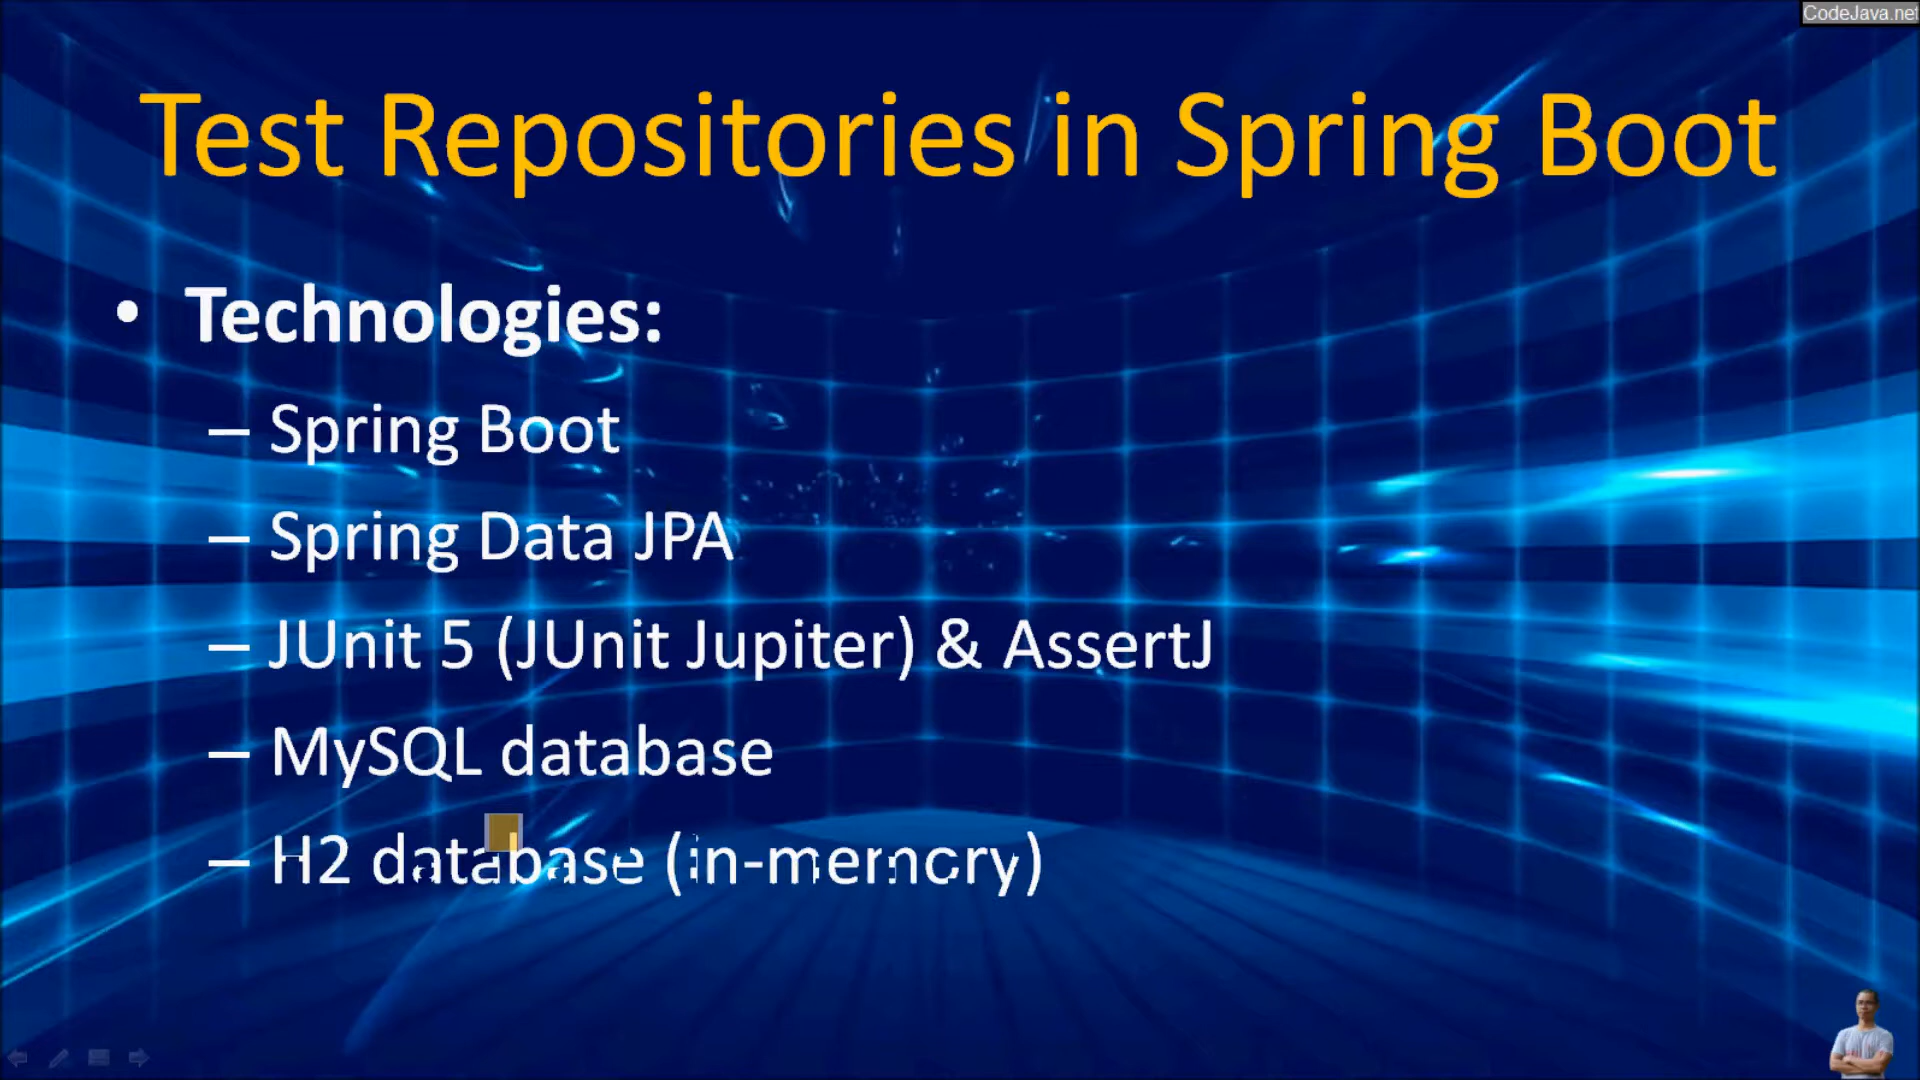 CodeJava.net
Test Repositories in Spring Boot
• Technologies:
– Spring Boot
– Spring Data JPA
– JUnit 5 (JUnit Jupiter) & AssertJ
– MySQL database
– H2 database (in-memory)